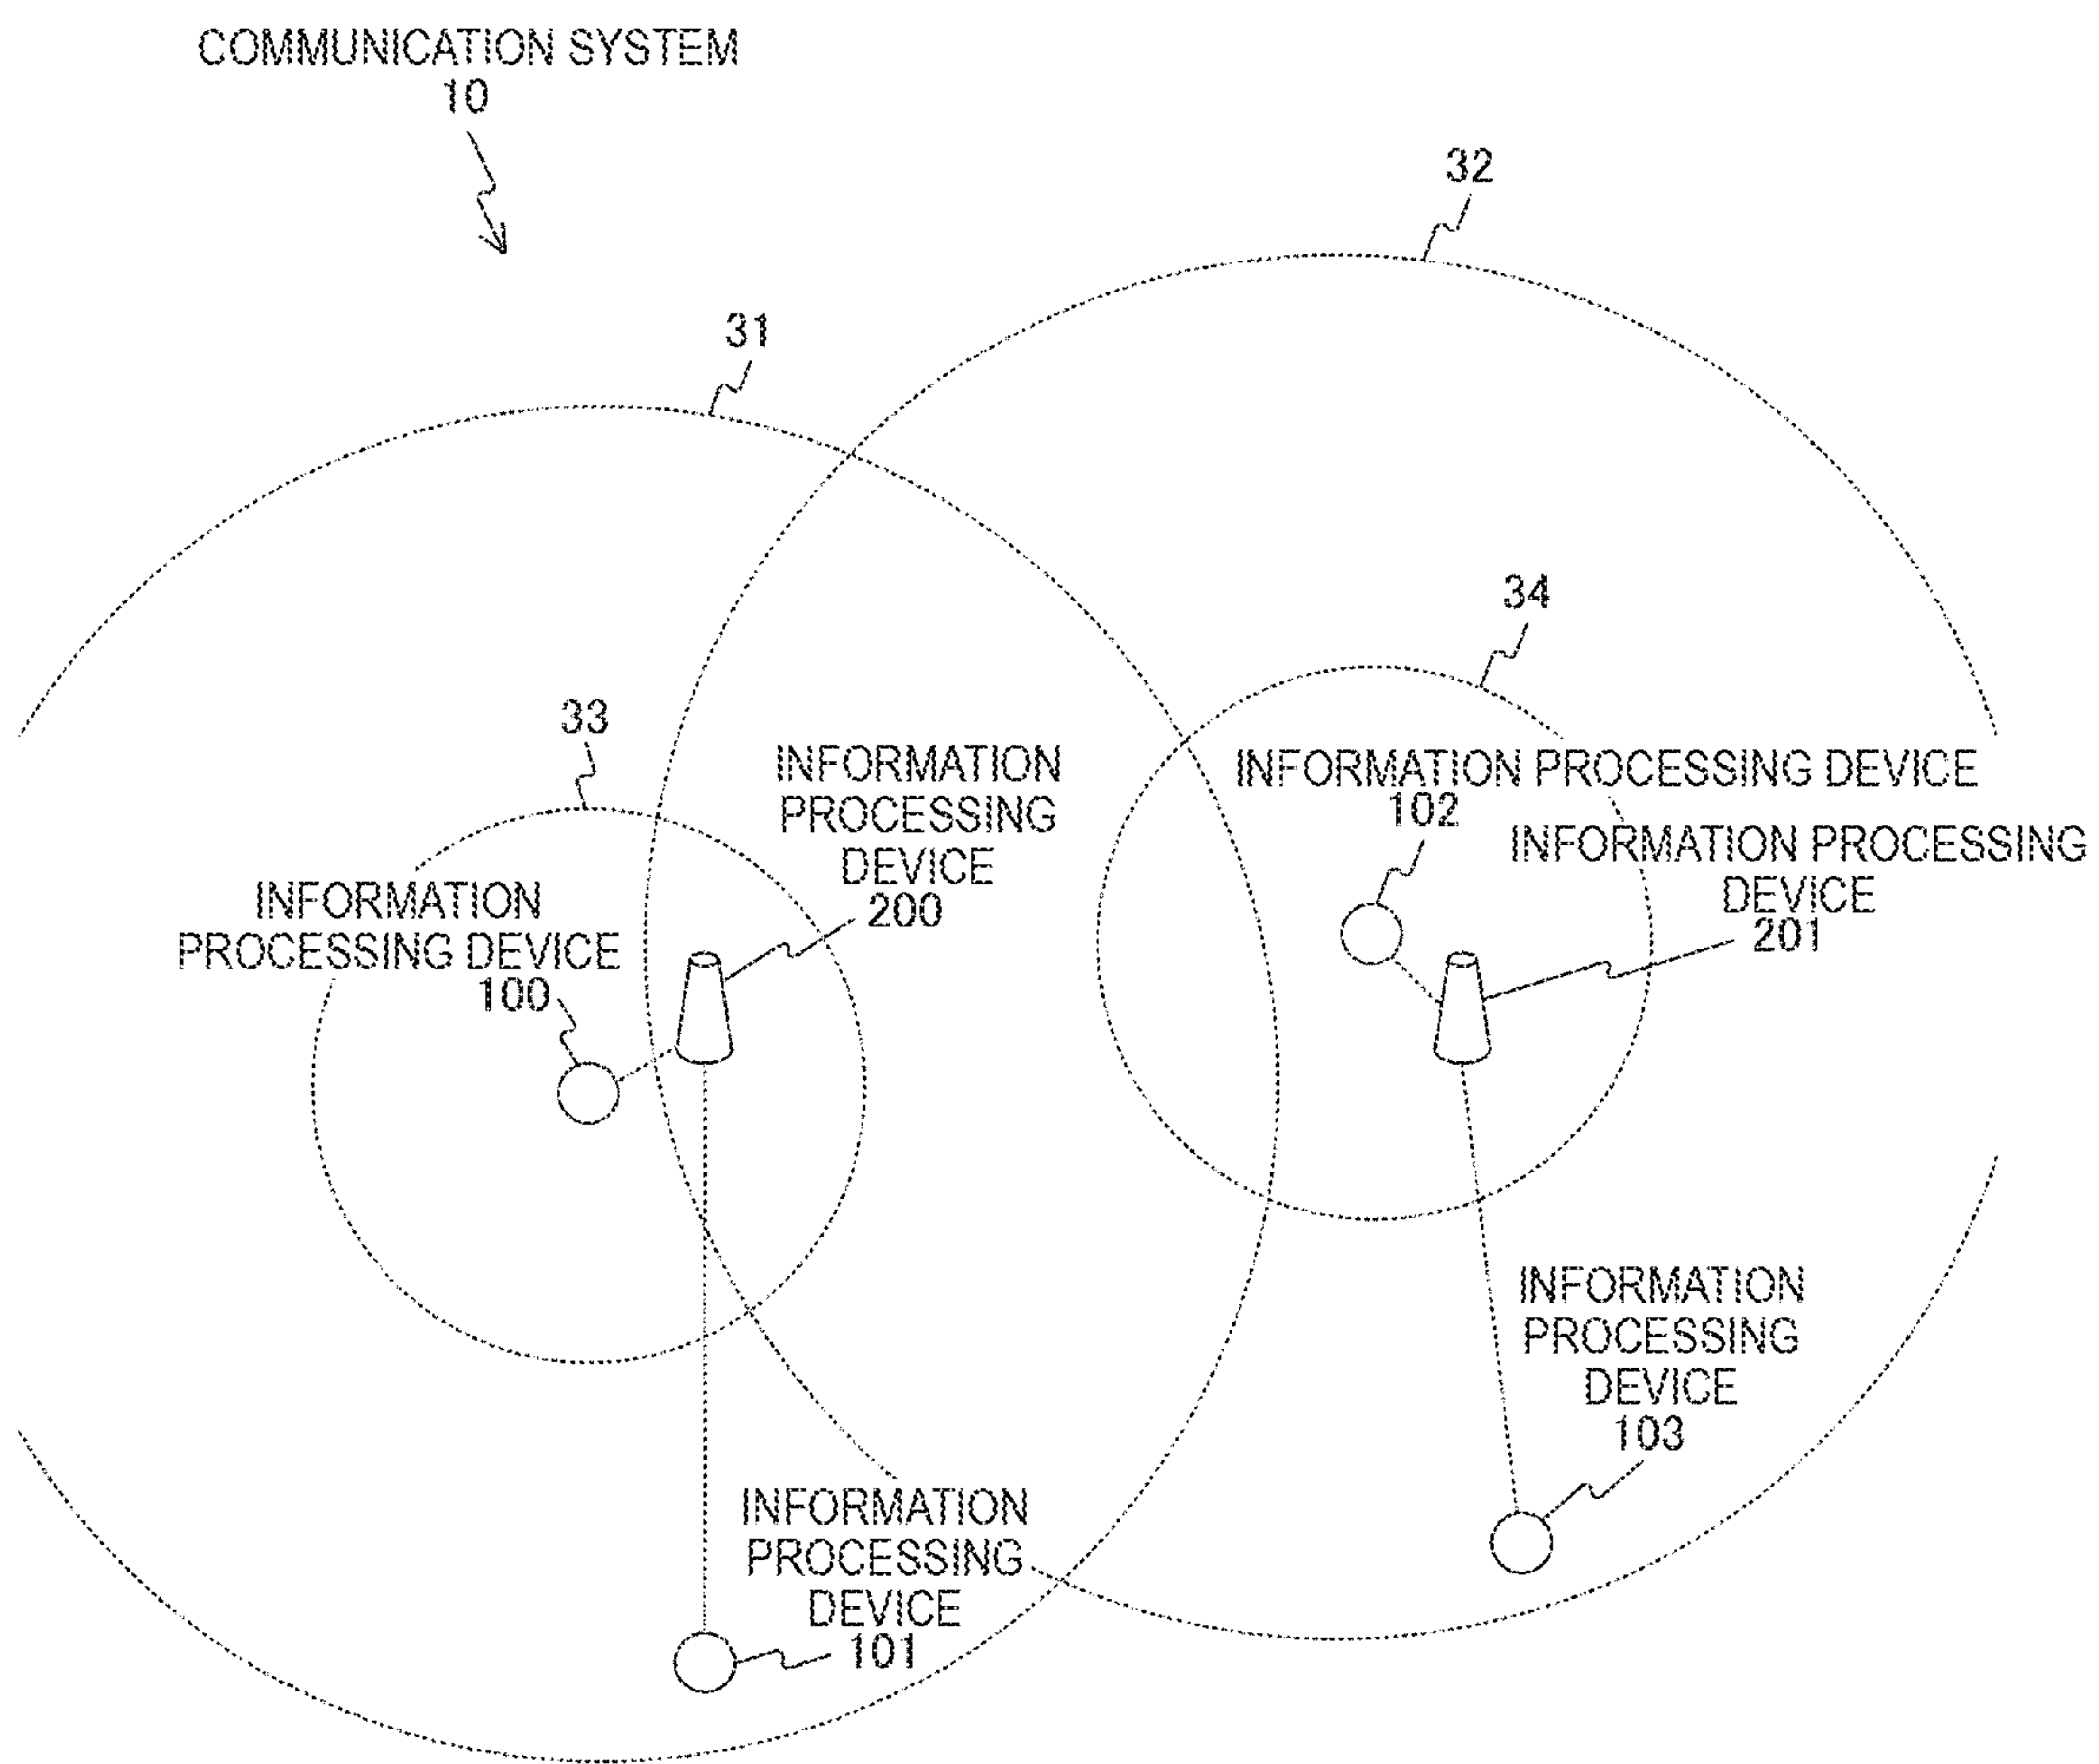 COMMUNICATION SYSTEM
10
32
31
34
33
INFORMATION
PROCESSING
DEVICE
200
INFORMATION PROCESSING DEVICE
102
INFORMATION PROCESSING
DEVICE
201
INFORMATION
PROCESSING DEVICE
100
INFORMATION
PROCESSING
DEVICE
103
INFORMATION
PROCESSING
DEVICE
101